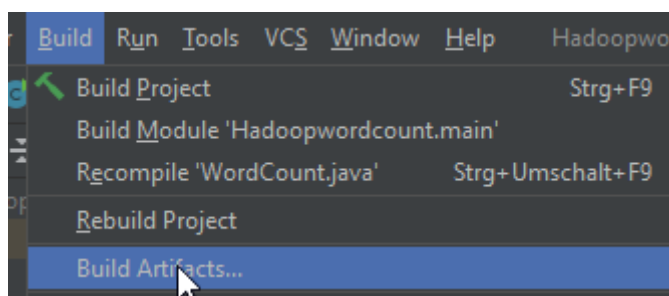 Build Run Tools VCS Window Help Hadoopwo
Build Project Strg+F9
Build Module 'Hadoopwordcount.main'
Recompile 'WordCount.java' Strg+Umschalt+F9
Rebuild Project
Build Artifacts...